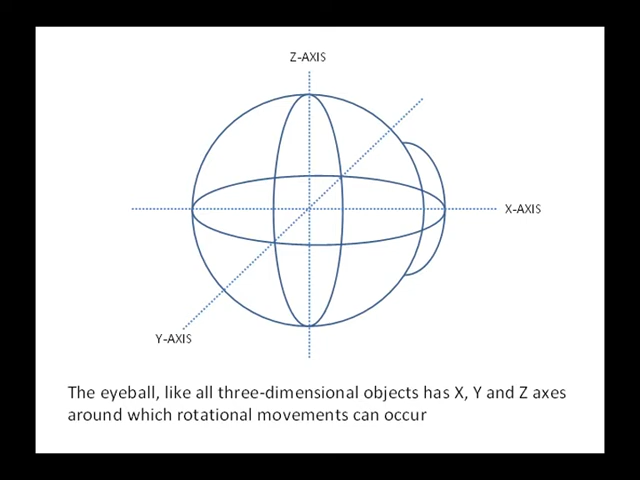 Z-AXIS
X-AXIS
Y-AXIS
The eyeball, like all three-dimensional objects has X, Y and Z axes
around which rotational movements can occur